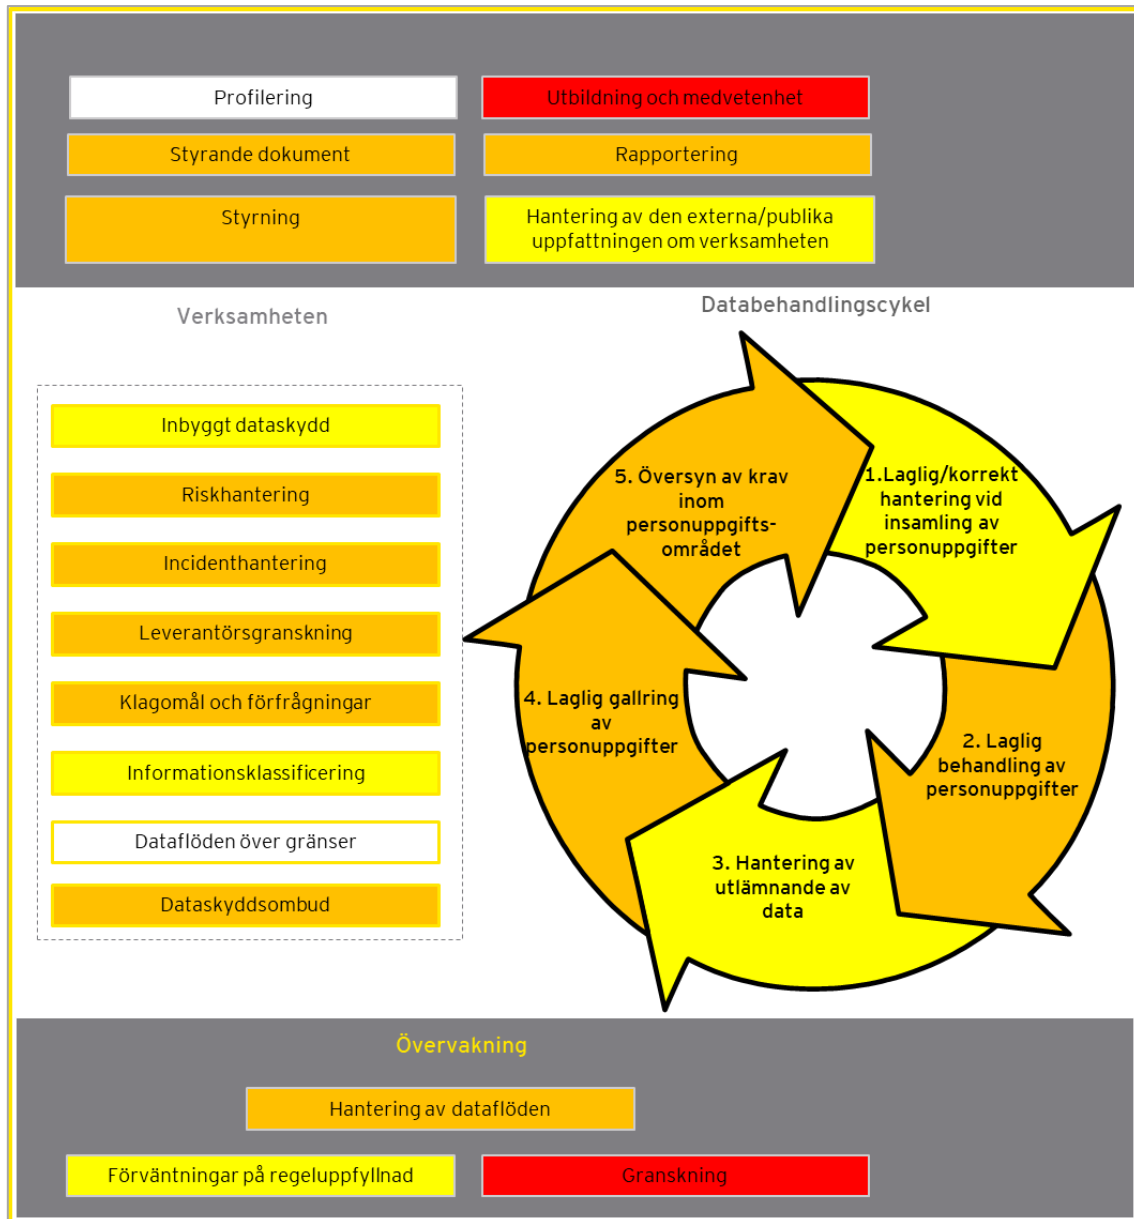 Profilering
Utbildning och medvetenhet
Styrande dokument
Rapportering
Styrning
Hantering av den externa/publika
uppfattningen om verksamheten
Verksamheten
Inbyggt dataskydd
Riskhantering
Incidenthantering
Leverantörsgranskning
Klagomål och förfrågningar
Informationsklassificering
Dataflöden över gränser
Dataskyddsombud
Databehandlingscykel
1.Laglig/korrekt
hantering vid
insamling av
personuppgifter
2. Laglig
behandling av
personuppgifter
3. Hantering av
utlämnande av
data
4. Laglig gallring
av
personuppgifter
5. Översyn av krav
inom
personuppgifts-
området
Övervakning
Hantering av dataflöden
Förväntningar på regeluppfyllnad
Granskning